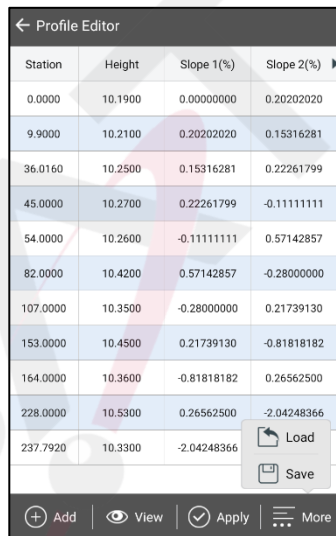 Profile Editor
Station Height Slope 1(%) Slope 2(%)
0.0000 10.1900 0.00000000 0.20202020
9.9000 10.2100 0.20202020 0.15316281
36.0160 10.2500 0.15316281 0.22261799
45.0000 10.2700 0.22261799 -0.11111111
54.0000 10.2600 -0.11111111 0.57142857
82.0000 10.4200 0.57142857 -0.28000000
107.0000 10.3500 -0.28000000 0.21739130
153.0000 10.4500 0.21739130 -0.81818182
164.0000 10.3600 -0.81818182 0.26562500
228.0000 10.5300 0.26562500 -2.04248366
237.7920 10.3300 -2.04248366
Load
Save
Add View Apply More